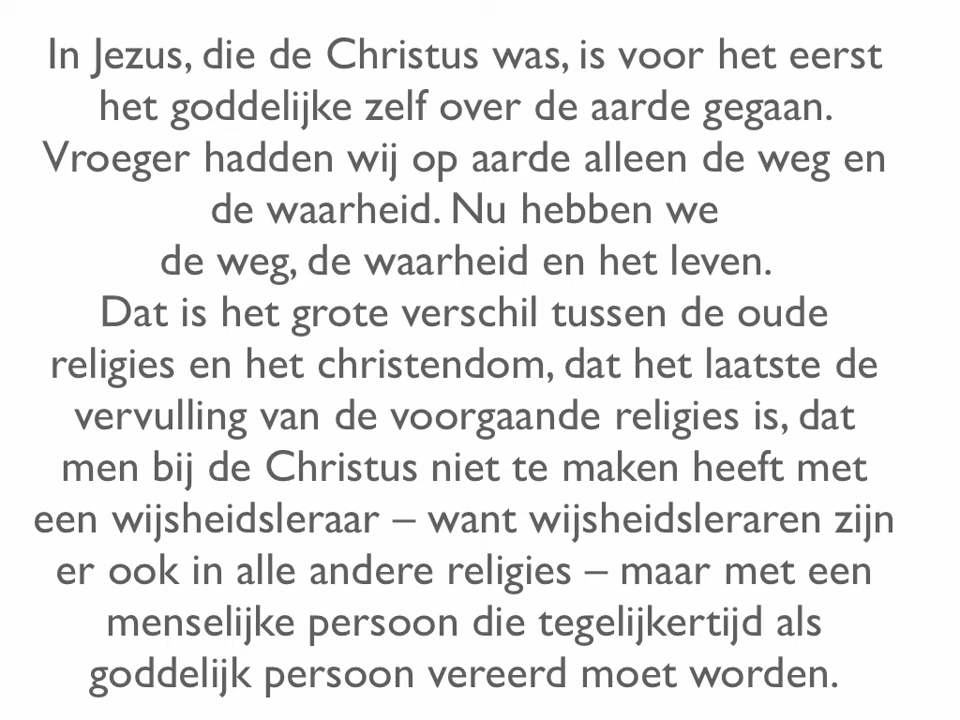 In Jezus, die de Christus was, is voor het eerst
het goddelijke zelf over de aarde gegaan.
Vroeger hadden wij op aarde alleen de weg en
de waarheid. Nu hebben we
de weg, de waarheid en het leven.
Dat is het grote verschil tussen de oude
religies en het christendom, dat het laatste de
vervulling van de voorgaande religies is, dat
men bij de Christus niet te maken heeft met
een wijsheidsleraar – want wijsheidsleraren zijn
er ook in alle andere religies – maar met een
menselijke persoon die tegelijkertijd als
goddelijk persoon vereerd moet worden.